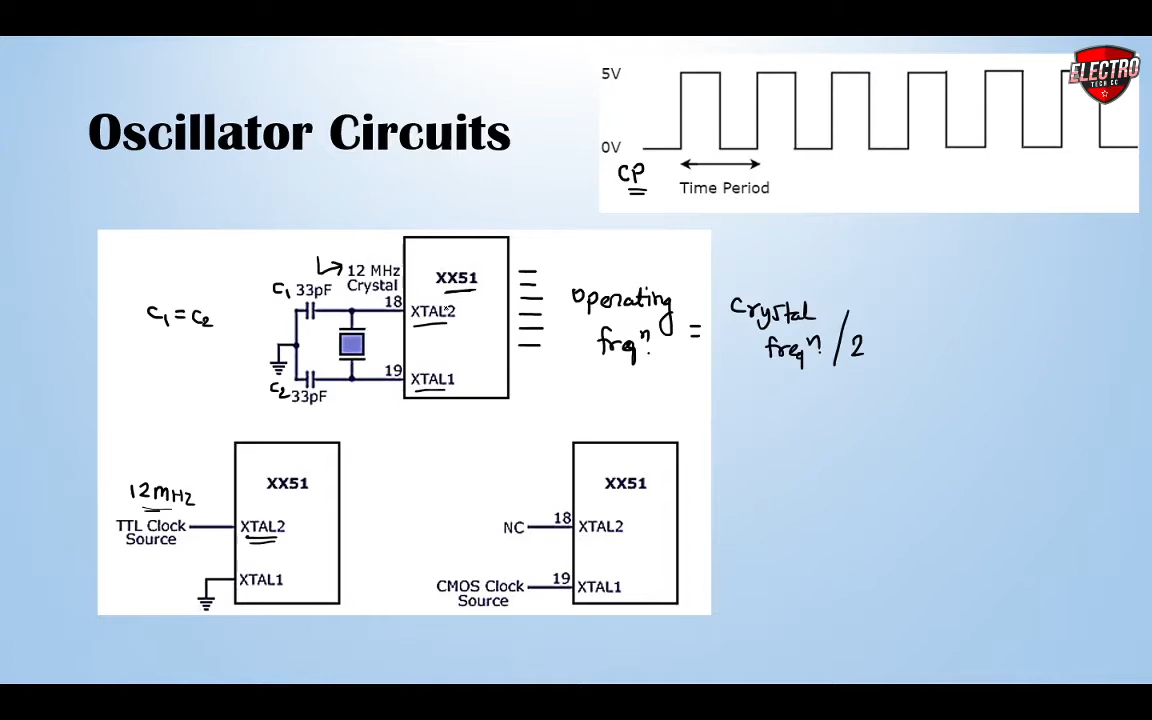 Oscillator Circuits
5V
0V
CP
Time Period
ELECTRO
TECH CC
C1 = C2
12 MHz
Crystal
C1 33pF
C2 33pF
18
19
XX51
XTAL2
XTAL1
Operating
freqn.
=
Crystal
freqn. / 2
12MHz
TTL Clock
Source
XX51
XTAL2
XTAL1
NC
CMOS Clock
Source
18
19
XX51
XTAL2
XTAL1